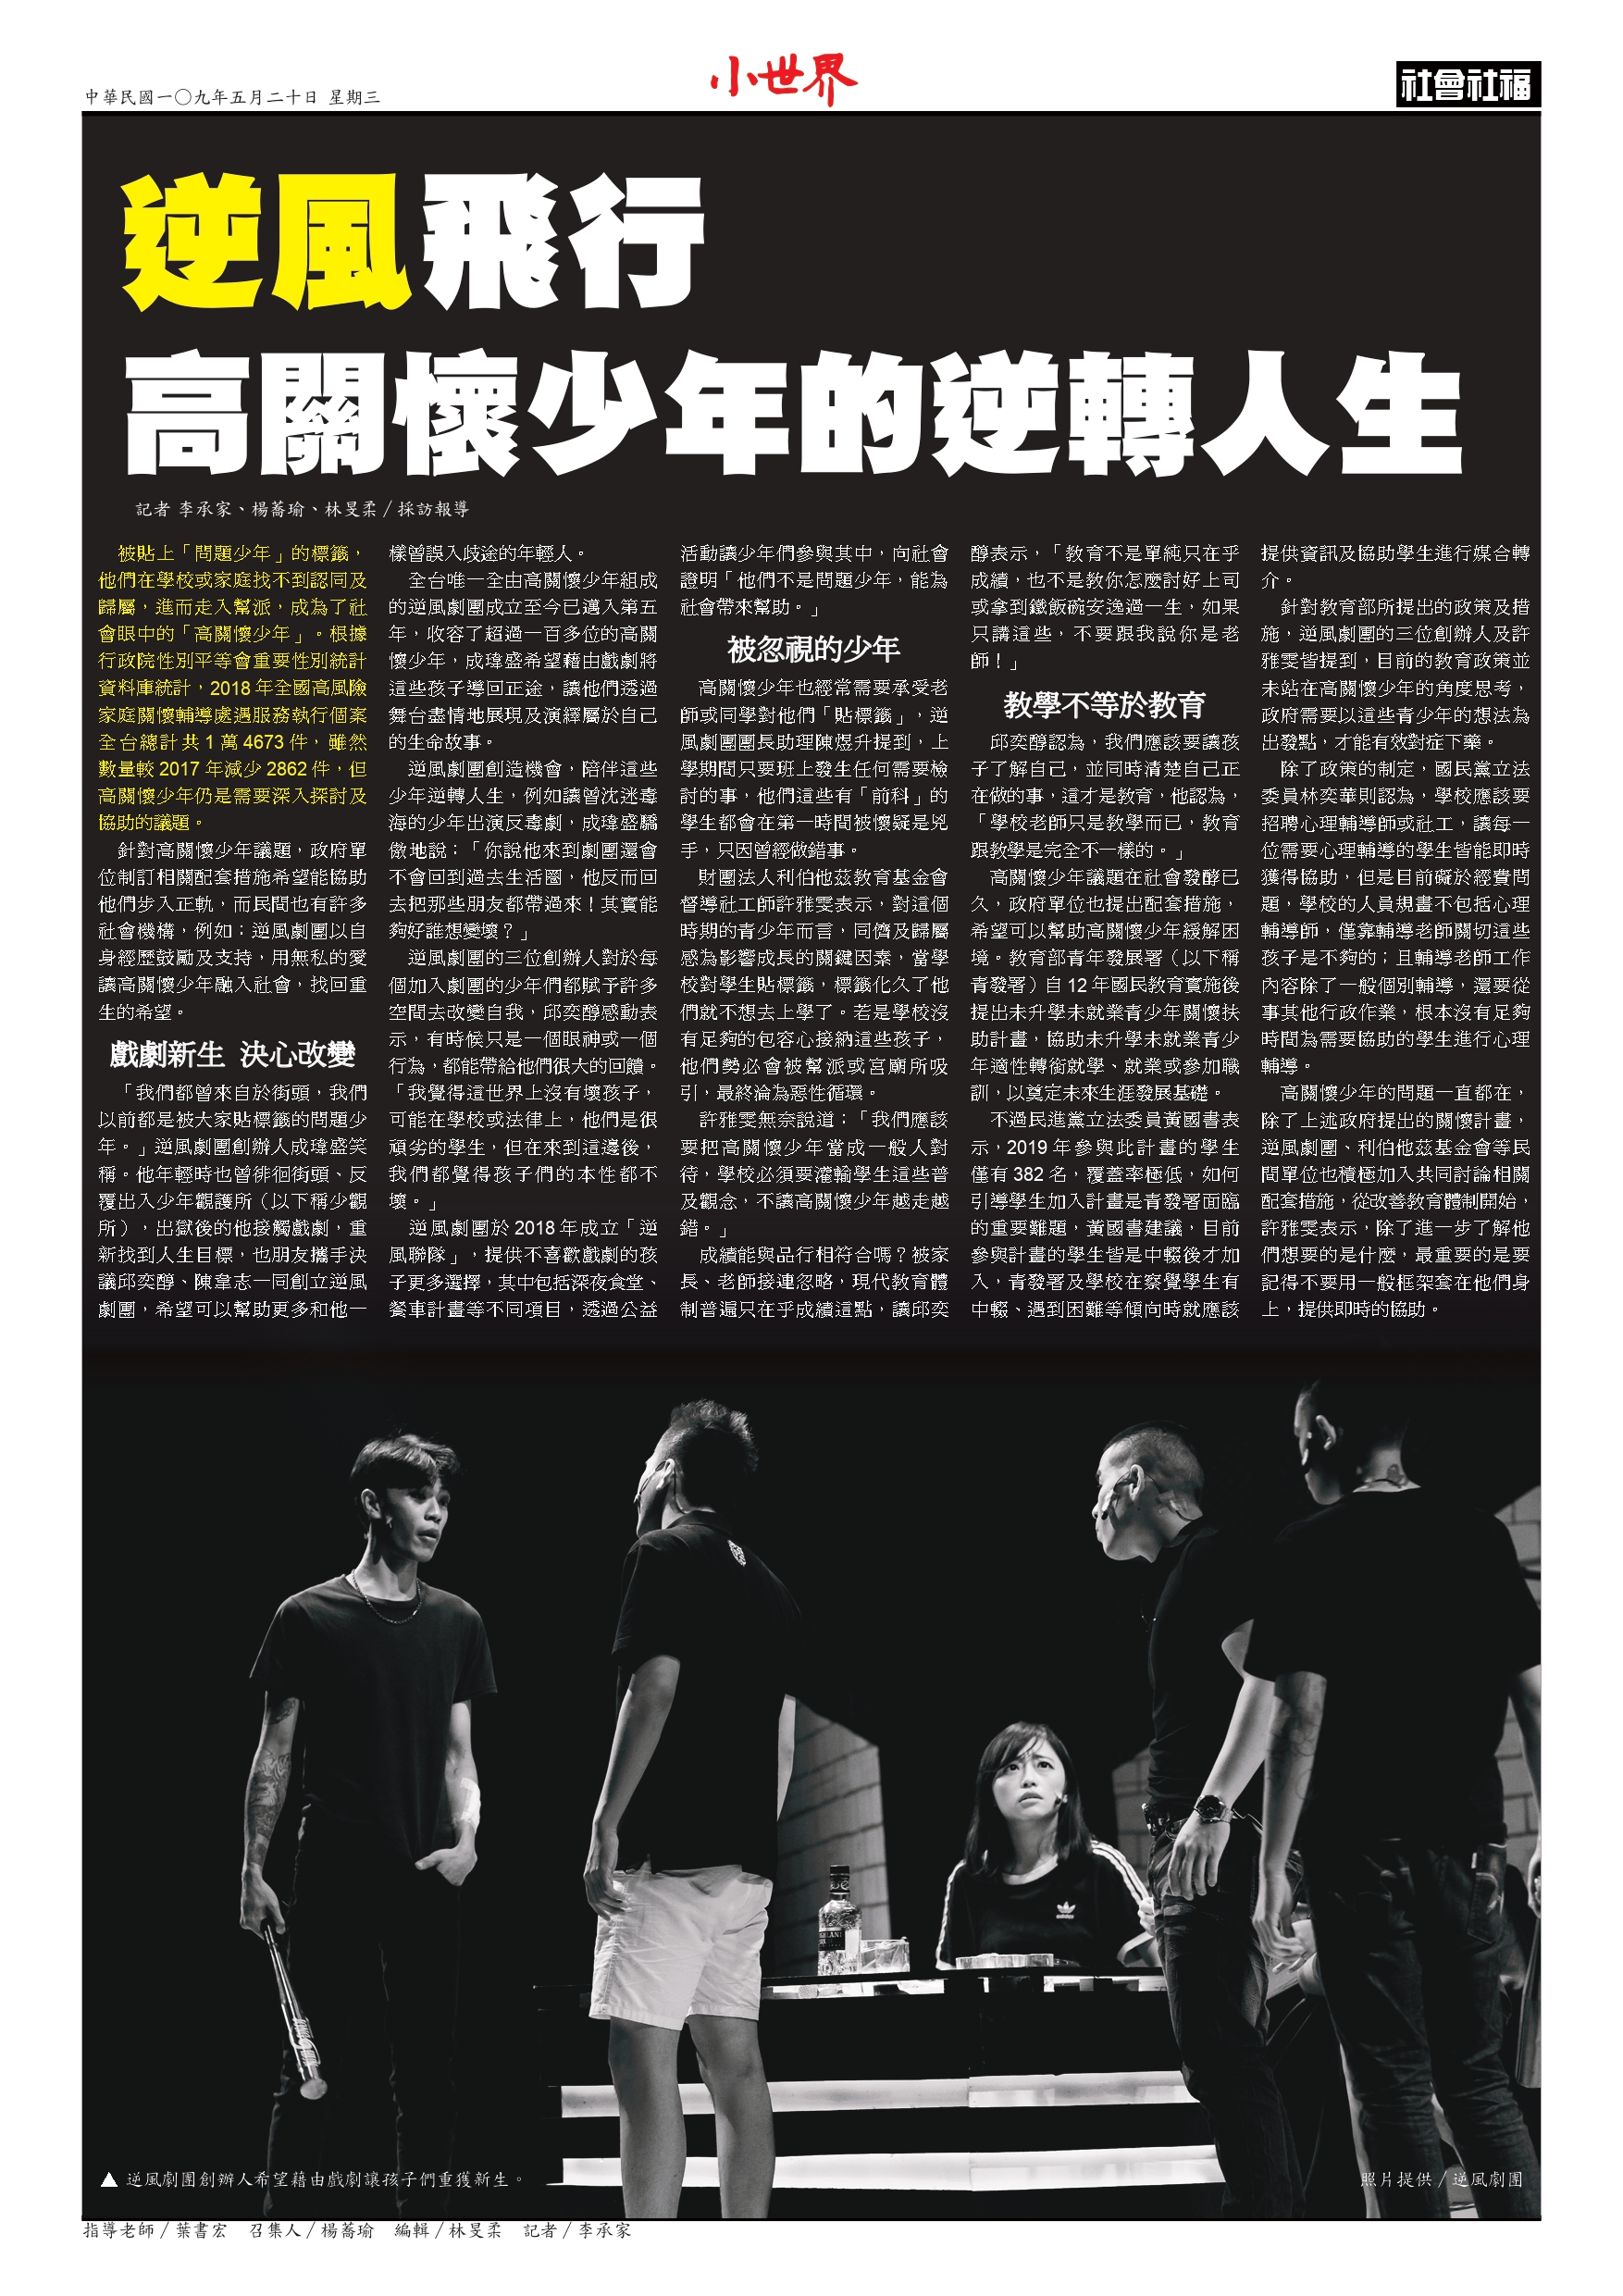 中華民國一〇九年五月二十日 星期三
小世界
社會社福
逆風飛行
高關懷少年的逆轉人生
記者 李承家、楊蕎瑜、林旻柔／採訪報導
被貼上「問題少年」的標籤，
他們在學校或家庭找不到認同及
歸屬，進而走入幫派，成為了社
會眼中的「高關懷少年」。根據
行政院性別平等會重要性別統計
資料庫統計，2018 年全國高風險
家庭關懷輔導處遇服務執行個案
全台總計共 1 萬 4673 件，雖然
數量較 2017 年減少 2862 件，但
高關懷少年仍是需要深入探討及
協助的議題。
針對高關懷少年議題，政府單
位制訂相關配套措施希望能協助
他們步入正軌，而民間也有許多
社會機構，例如：逆風劇團以自
身經歷鼓勵及支持，用無私的愛
讓高關懷少年融入社會，找回重
生的希望。
戲劇新生 決心改變
「我們都曾來自於街頭，我們
以前都是被大家貼標籤的問題少
年。」逆風劇團創辦人成瑋盛笑
稱。他年輕時也曾徘徊街頭、反
覆出入少年觀護所（以下稱少觀
所），出獄後的他接觸戲劇，重
新找到人生目標，也朋友攜手決
議邱奕醇、陳韋志一同創立逆風
劇團，希望可以幫助更多和他一
樣曾誤入歧途的年輕人。
全台唯一全由高關懷少年組成
的逆風劇團成立至今已邁入第五
年，收容了超過一百多位的高關
懷少年，成瑋盛希望藉由戲劇將
這些孩子導回正途，讓他們透過
舞台盡情地展現及演繹屬於自己
的生命故事。
逆風劇團創造機會，陪伴這些
少年逆轉人生，例如讓曾沈迷毒
海的少年出演反毒劇，成瑋盛驕
傲地說：「你說他來到劇團還會
不會回到過去生活圈，他反而回
去把那些朋友都帶過來！其實能
夠好誰想變壞？」
逆風劇團的三位創辦人對於每
個加入劇團的少年們都賦予許多
空間去改變自我，邱奕醇感動表
示，有時候只是一個眼神或一個
行為，都能帶給他們很大的回饋。
「我覺得這世界上沒有壞孩子，
可能在學校或法律上，他們是很
頑劣的學生，但在來到這邊後，
我們都覺得孩子們的本性都不
壞。」
逆風劇團於 2018 年成立「逆
風聯隊」，提供不喜歡戲劇的孩
子更多選擇，其中包括深夜食堂、
餐車計畫等不同項目，透過公益
活動讓少年們參與其中，向社會
證明「他們不是問題少年，能為
社會帶來幫助。」
被忽視的少年
高關懷少年也經常需要承受老
師或同學對他們「貼標籤」，逆
風劇團團長助理陳煜升提到，上
學期間只要班上發生任何需要檢
討的事，他們這些有「前科」的
學生都會在第一時間被懷疑是兇
手，只因曾經做錯事。
財團法人利伯他茲教育基金會
督導社工師許雅雯表示，對這個
時期的青少年而言，同儕及歸屬
感為影響成長的關鍵因素，當學
校對學生貼標籤，標籤化久了他
們就不想去上學了。若是學校沒
有足夠的包容心接納這些孩子，
他們勢必會被幫派或宮廟所吸
引，最終淪為惡性循環。
許雅雯無奈說道：「我們應該
要把高關懷少年當成一般人對
待，學校必須要灌輸學生這些普
及觀念，不讓高關懷少年越走越
錯。」
成績能與品行相符合嗎？被家
長、老師接連忽略，現代教育體
制普遍只在乎成績這點，讓邱奕
醇表示，「教育不是單純只在乎
成績，也不是教你怎麼討好上司
或拿到鐵飯碗安逸過一生，如果
只講這些，不要跟我說你是老
師！」
教學不等於教育
邱奕醇認為，我們應該要讓孩
子了解自己，並同時清楚自己正
在做的事，這才是教育，他認為，
「學校老師只是教學而已，教育
跟教學是完全不一樣的。」
高關懷少年議題在社會發酵已
久，政府單位也提出配套措施，
希望可以幫助高關懷少年緩解困
境。教育部青年發展署（以下稱
青發署）自 12 年國民教育實施後
提出未升學未就業青少年關懷扶
助計畫，協助未升學未就業青少
年適性轉銜就學、就業或參加職
訓，以奠定未來生涯發展基礎。
不過民進黨立法委員黃國書表
示，2019 年參與此計畫的學生
僅有 382 名，覆蓋率極低，如何
引導學生加入計畫是青發署面臨
的重要難題，黃國書建議，目前
參與計畫的學生皆是中輟後才加
入，青發署及學校在察覺學生有
中輟、遇到困難等傾向時就應該
提供資訊及協助學生進行媒合轉
介。
針對教育部所提出的政策及措
施，逆風劇團的三位創辦人及許
雅雯皆提到，目前的教育政策並
未站在高關懷少年的角度思考，
政府需要以這些青少年的想法為
出發點，才能有效對症下藥。
除了政策的制定，國民黨立法
委員林奕華則認為，學校應該要
招聘心理輔導師或社工，讓每一
位需要心理輔導的學生皆能即時
獲得協助，但是目前礙於經費問
題，學校的人員規畫不包括心理
輔導師，僅靠輔導老師關切這些
孩子是不夠的；且輔導老師工作
內容除了一般個別輔導，還要從
事其他行政作業，根本沒有足夠
時間為需要協助的學生進行心理
輔導。
高關懷少年的問題一直都在，
除了上述政府提出的關懷計畫，
逆風劇團、利伯他茲基金會等民
間單位也積極加入共同討論相關
配套措施，從改善教育體制開始，
許雅雯表示，除了進一步了解他
們想要的是什麼，最重要的是要
記得不要用一般框架套在他們身
上，提供即時的協助。
▲ 逆風劇團創辦人希望藉由戲劇讓孩子們重獲新生。
照片提供／逆風劇團
指導老師／葉書宏 召集人／楊蕎瑜 編輯／林旻柔 記者／李承家